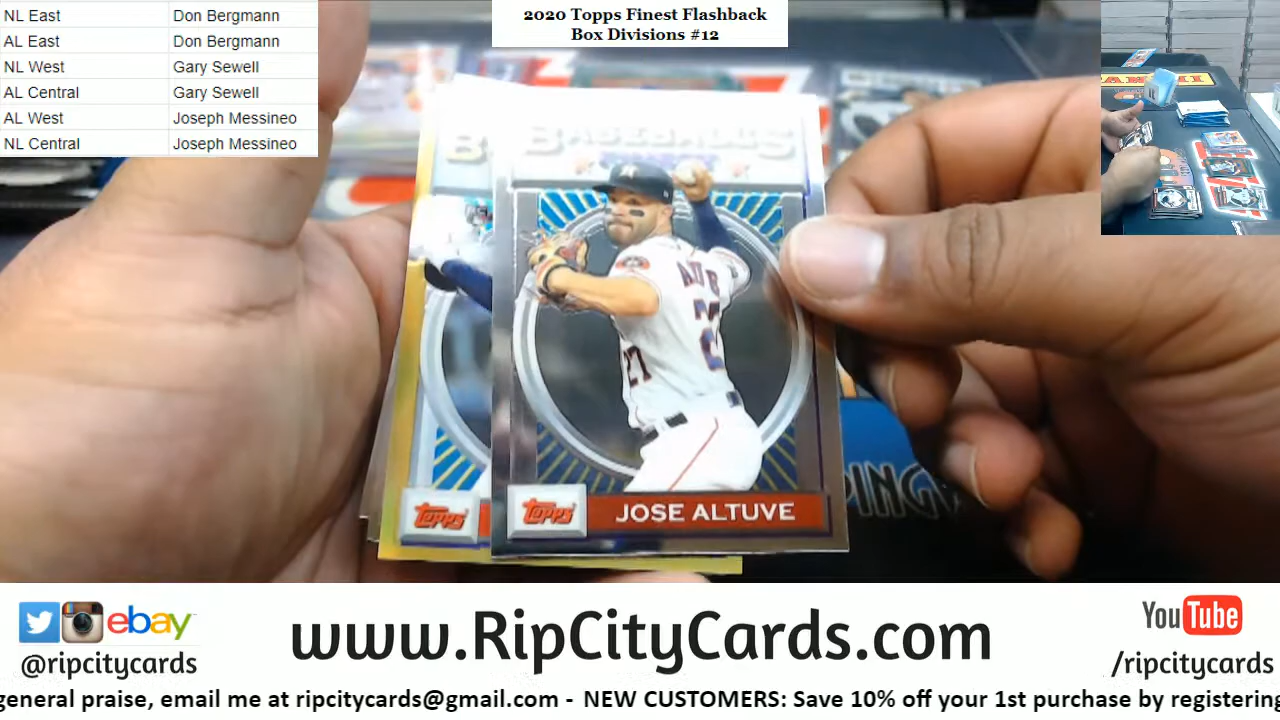 NL East Don Bergmann
AL East Don Bergmann
NL West Gary Sewell
AL Central Gary Sewell
AL West Joseph Messineo
NL Central Joseph Messineo
2020 Topps Finest Flashback
Box Divisions #12
BASEBALL'S
27
Topps
Topps
JOSE ALTUVE
ebay
@ripcitycards
www.RipCityCards.com
YouTube
/ripcitycards
general praise, email me at ripcitycards@gmail.com - NEW CUSTOMERS: Save 10% off your 1st purchase by registering